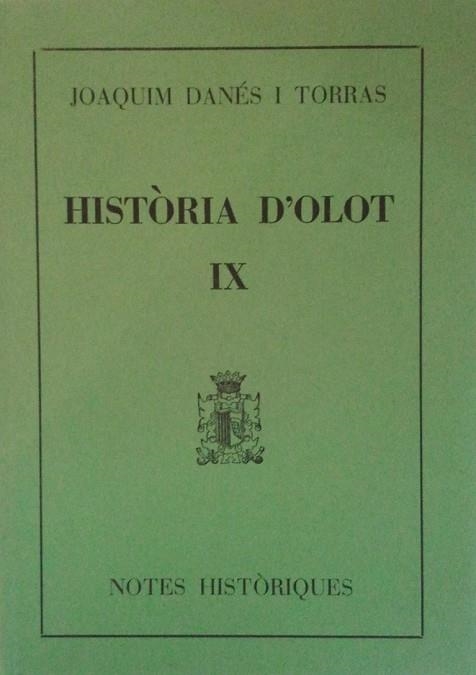 JOAQUIM DANÉS I TORRAS
HISTÒRIA D'OLOT
IX
NOTES HISTÒRIQUES